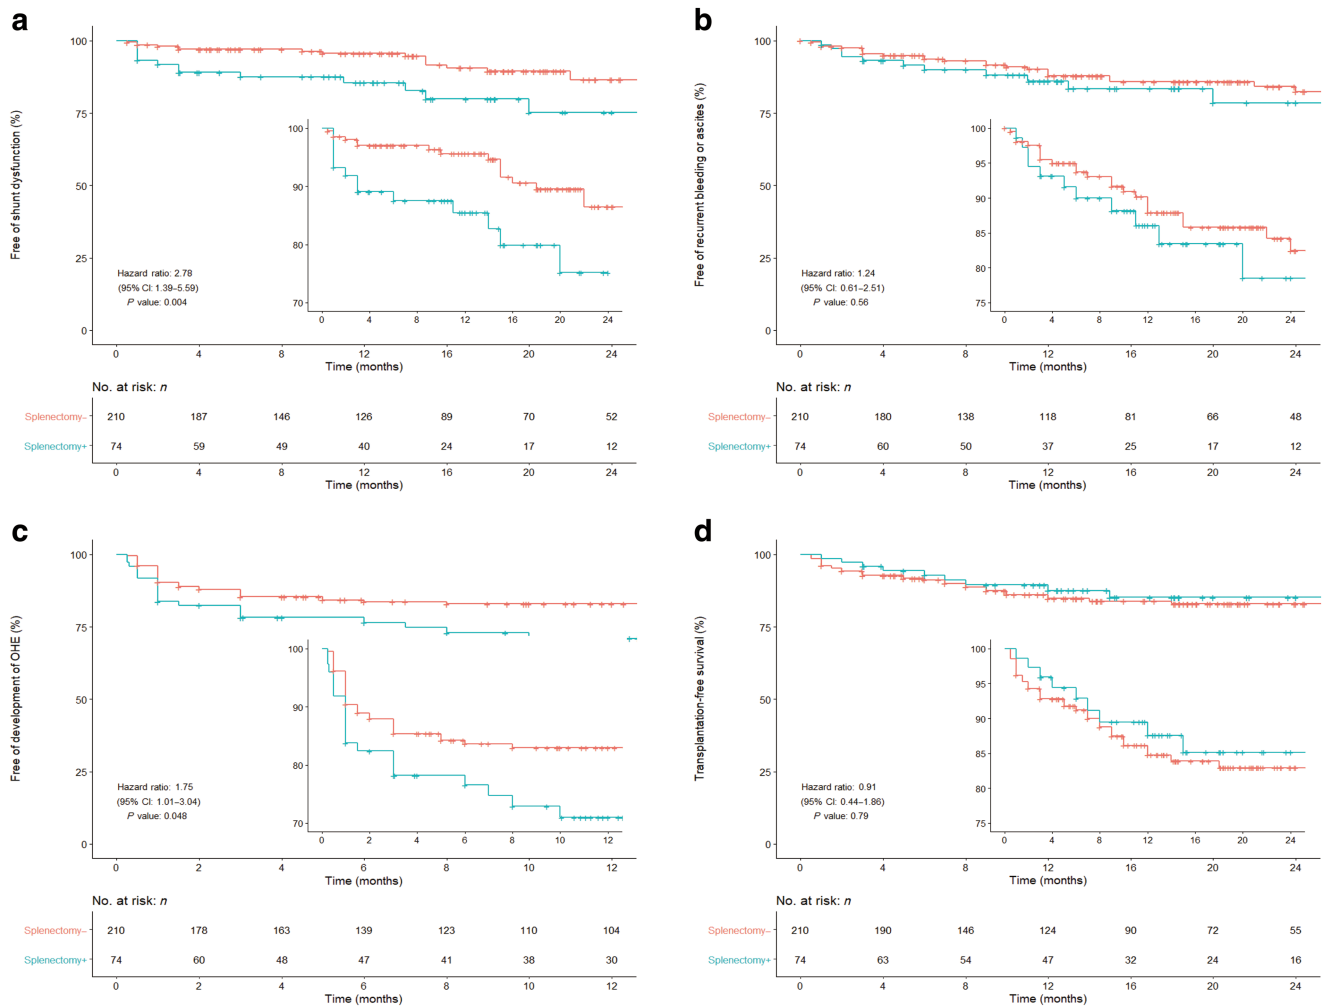 a
Free of shunt dysfunction (%)
100
75
50
25
0
Hazard ratio: 2.78
(95% CI: 1.39–5.59)
P value: 0.004
100
90
80
70
0 4 8 12 16 20 24
0 4 8 12 16 20 24
Time (months)
No. at risk: n
Splenectomy– 210 187 146 126 89 70 52
Splenectomy+ 74 59 49 40 24 17 12
0 4 8 12 16 20 24
Time (months)
b
Free of recurrent bleeding or ascites (%)
100
75
50
25
0
Hazard ratio: 1.24
(95% CI: 0.61–2.51)
P value: 0.56
100
95
90
85
80
75
0 4 8 12 16 20 24
0 4 8 12 16 20 24
Time (months)
No. at risk: n
Splenectomy– 210 180 138 118 81 66 48
Splenectomy+ 74 60 50 37 25 17 12
0 4 8 12 16 20 24
Time (months)
c
Free of development of OHE (%)
100
75
50
25
0
Hazard ratio: 1.75
(95% CI: 1.01–3.04)
P value: 0.048
100
90
80
70
0 2 4 6 8 10 12
0 2 4 6 8 10 12
Time (months)
No. at risk: n
Splenectomy– 210 178 163 139 123 110 104
Splenectomy+ 74 60 48 47 41 38 30
0 2 4 6 8 10 12
Time (months)
d
Transplantation-free survival (%)
100
75
50
25
0
Hazard ratio: 0.91
(95% CI: 0.44–1.86)
P value: 0.79
100
95
90
85
80
75
0 4 8 12 16 20 24
0 4 8 12 16 20 24
Time (months)
No. at risk: n
Splenectomy– 210 190 146 124 90 72 55
Splenectomy+ 74 63 54 47 32 24 16
0 4 8 12 16 20 24
Time (months)